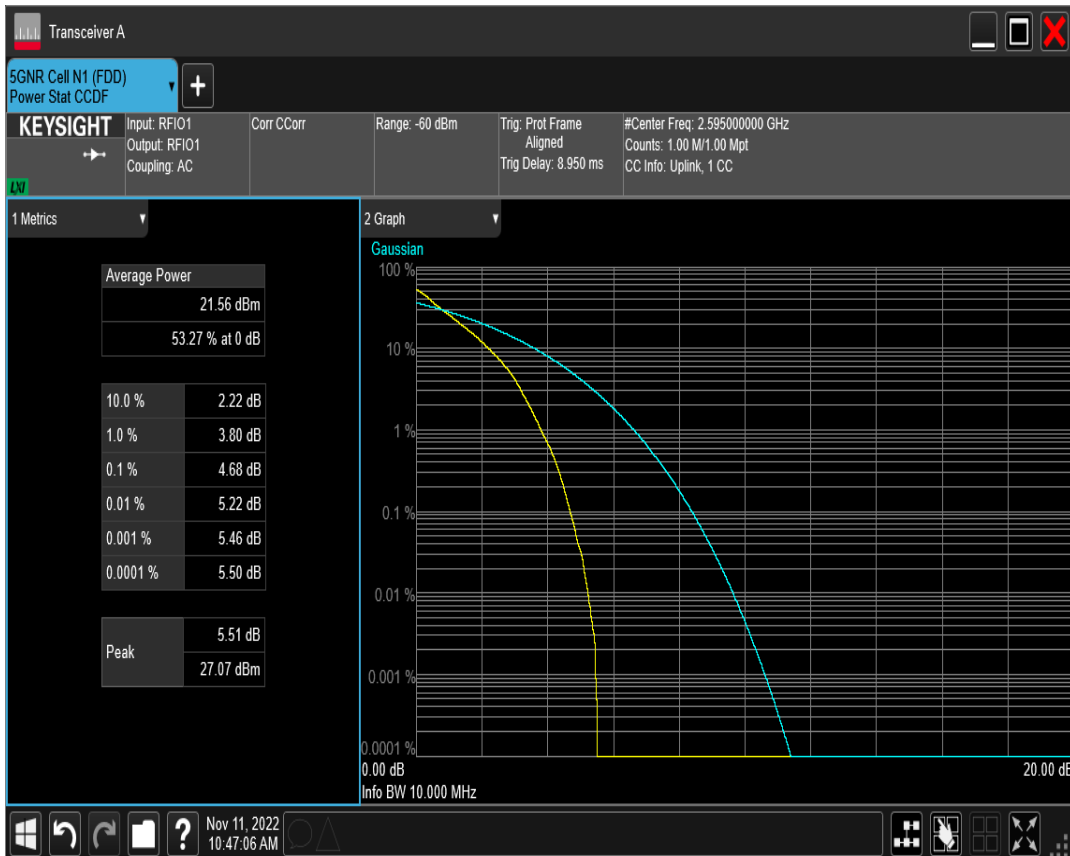 Transceiver A
5GNR Cell N1 (FDD)
Power Stat CCDF
+
KEYSIGHT
LXI
Input: RFIO1
Output: RFIO1
Coupling: AC
Corr CCorr
Range: -60 dBm
Trig: Prot Frame
Aligned
Trig Delay: 8.950 ms
#Center Freq: 2.595000000 GHz
Counts: 1.00 M/1.00 Mpt
CC Info: Uplink, 1 CC
1 Metrics
Average Power
21.56 dBm
53.27 % at 0 dB
10.0 % 2.22 dB
1.0 % 3.80 dB
0.1 % 4.68 dB
0.01 % 5.22 dB
0.001 % 5.46 dB
0.0001 % 5.50 dB
Peak
5.51 dB
27.07 dBm
2 Graph
Gaussian
100 %
10 %
1 %
0.1 %
0.01 %
0.001 %
0.0001 %
0.00 dB
20.00 dB
Info BW 10.000 MHz
?
Nov 11, 2022
10:47:06 AM